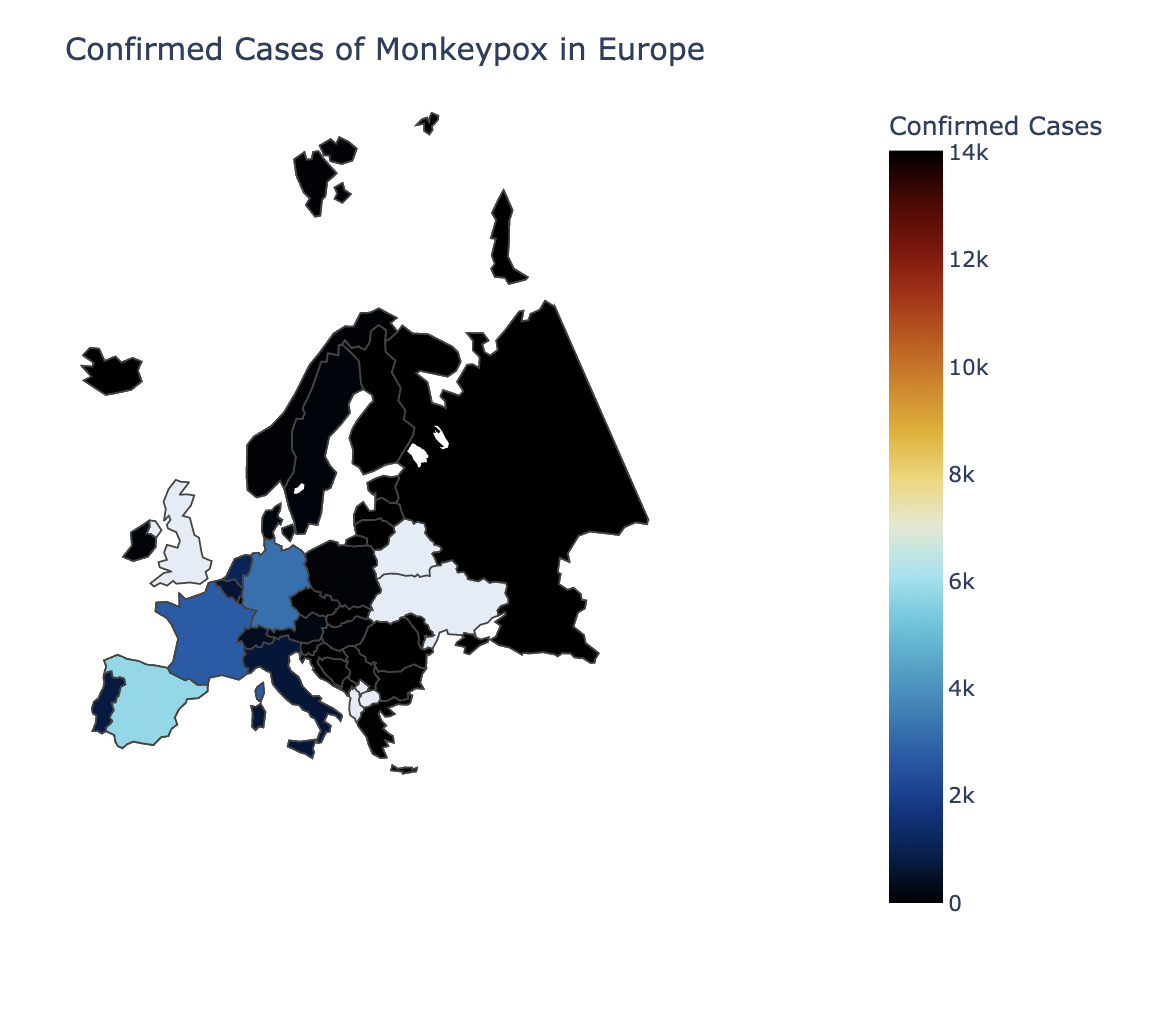 Confirmed Cases of Monkeypox in Europe
Confirmed Cases
14k
12k
10k
8k
6k
4k
2k
0